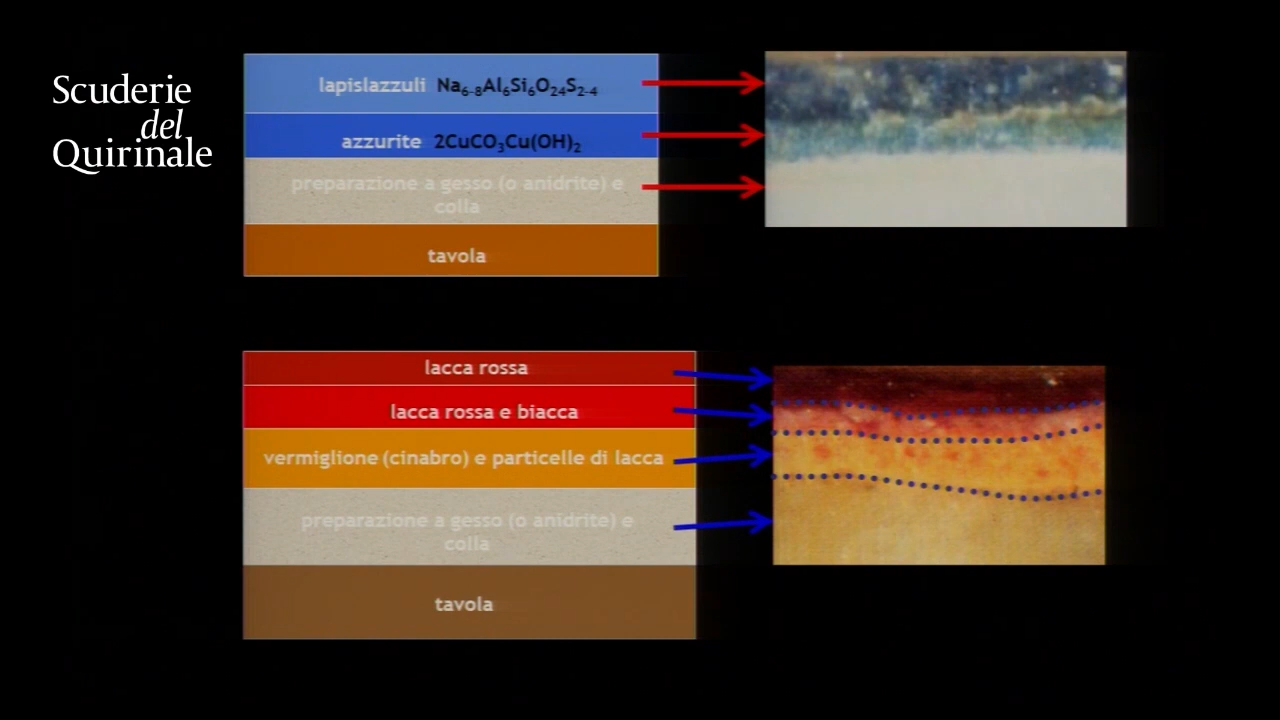 Scuderie
del
Quirinale
lapislazzuli Na₆₋₈Al₆Si₆O₂₄S₂₋₄
azzurite 2CuCO₃Cu(OH)₂
preparazione a gesso (o anidrite) e
colla
tavola
lacca rossa
lacca rossa e biacca
vermiglione (cinabro) e particelle di lacca
preparazione a gesso (o anidrite) e
colla
tavola